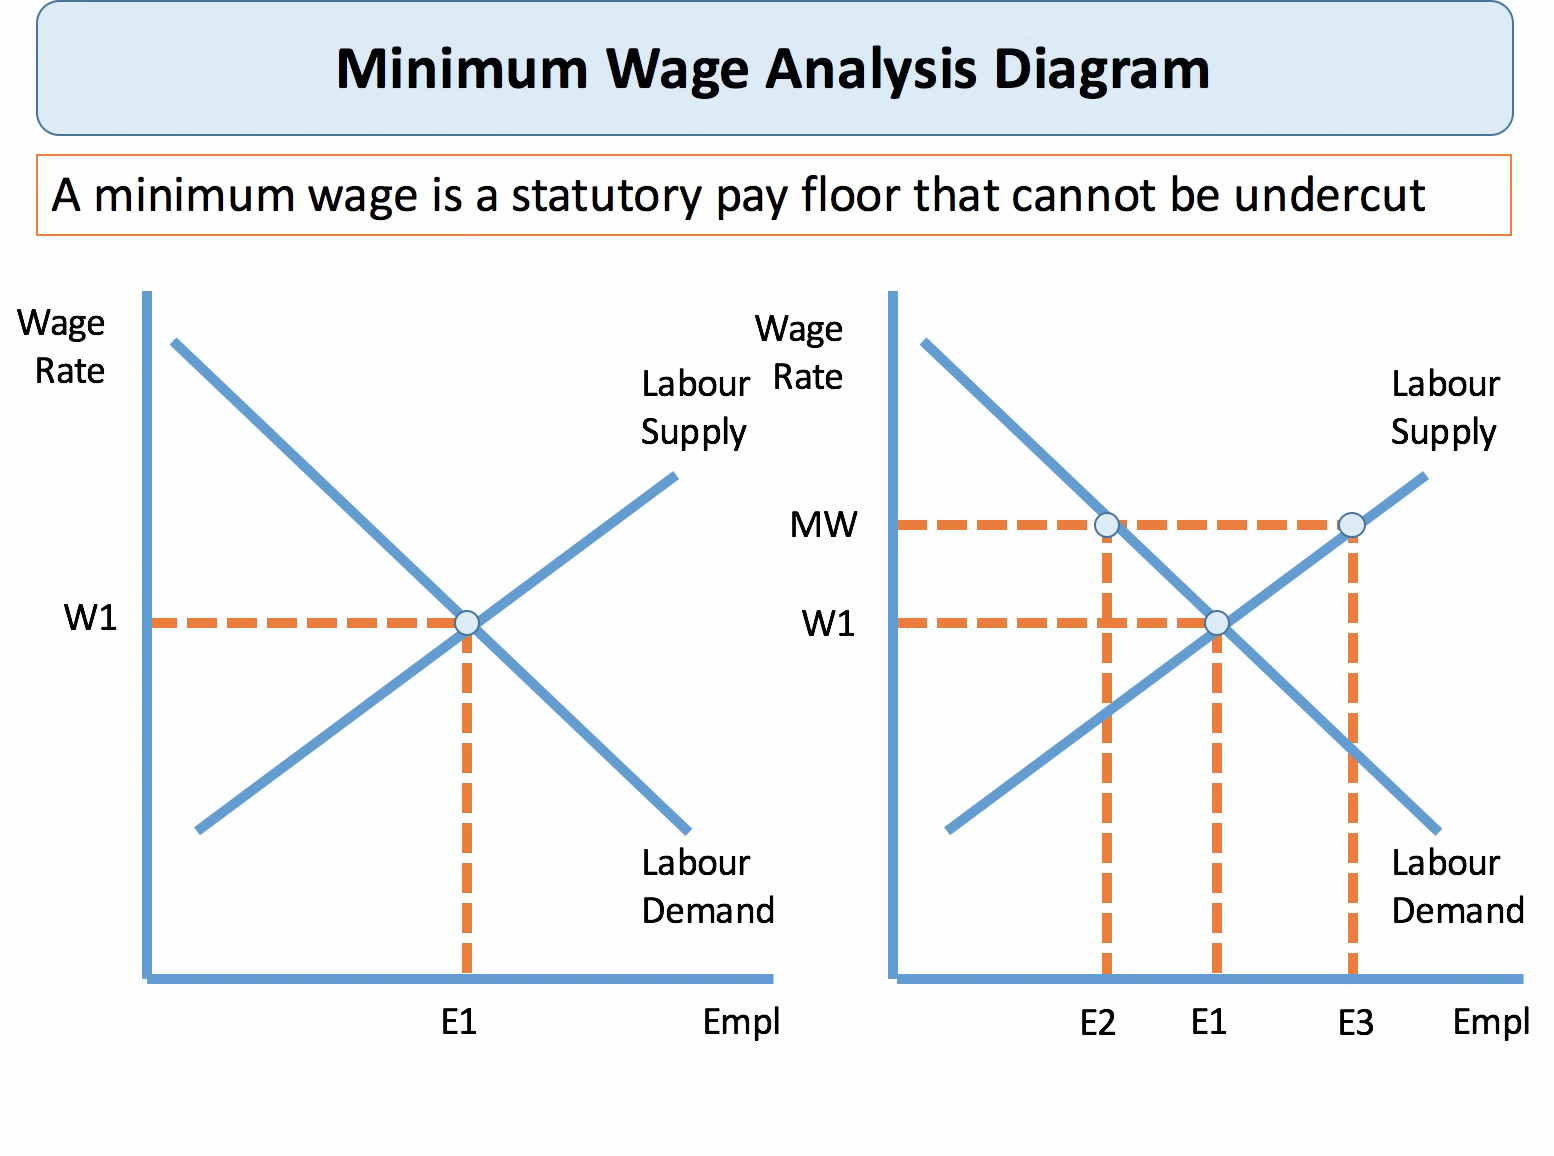 Minimum Wage Analysis Diagram
A minimum wage is a statutory pay floor that cannot be undercut
Wage
Rate
Labour
Supply
W1
Labour
Demand
E1
Empl
Wage
Rate
Labour
Supply
MW
W1
Labour
Demand
E2
E1
E3
Empl